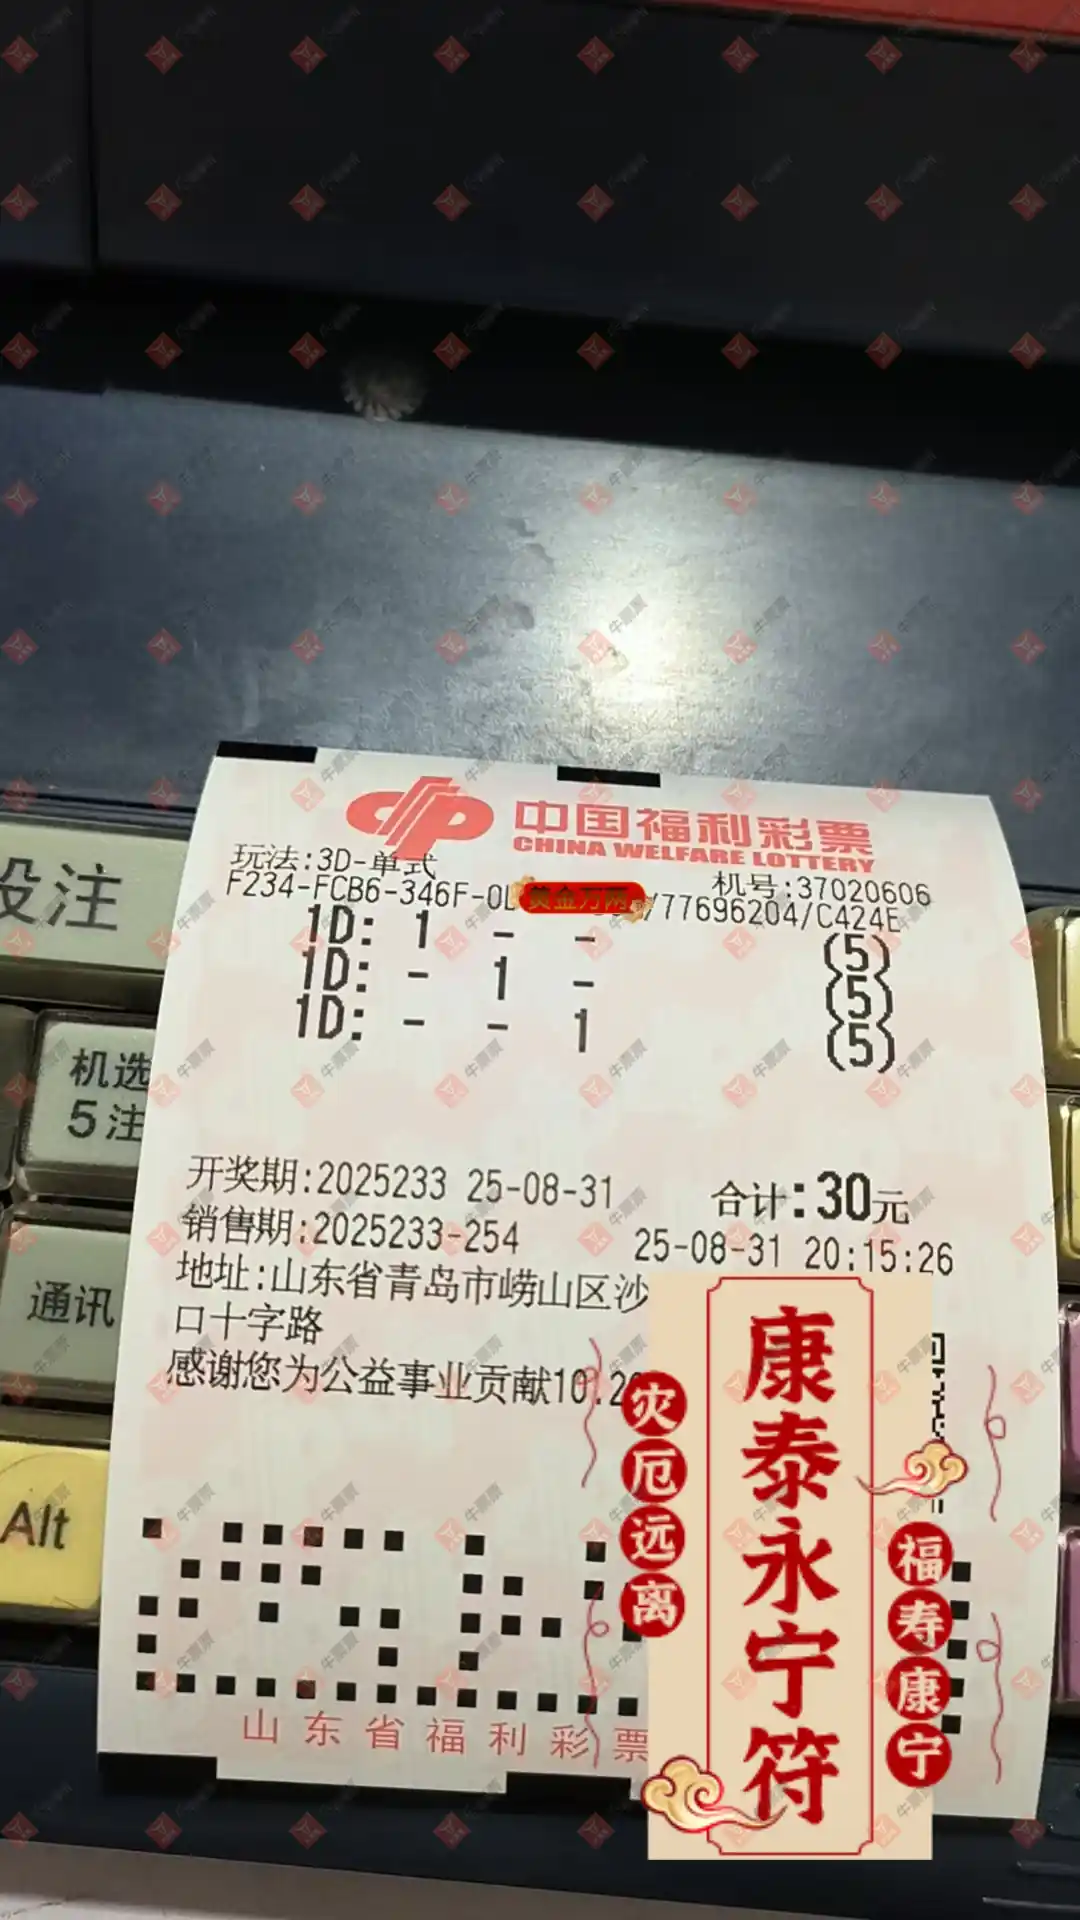 中国福利彩票
CHINA WELFARE LOTTERY
玩法:3D-单式
机号:37020606
F234-FCB6-346F-0
黄金万两
/77696204/C424E
1D: 1 - - (5)
1D: - 1 - (5)
1D: - - 1 (5)
开奖期:2025233 25-08-31 合计:30元
销售期:2025233-254 25-08-31 20:15:26
地址:山东省青岛市崂山区沙
口十字路
感谢您为公益事业贡献10.2
山东省福利彩票
康泰永宁符
灾厄远离
福寿康宁
投注
机选
5注
通讯
Alt
牛票票